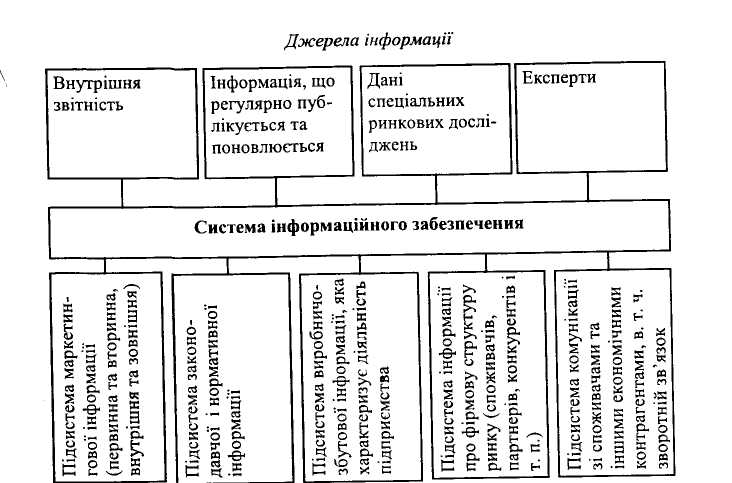 Джерела інформації
Внутрішня
звітність
Інформація, що
регулярно пуб-
лікується та
поновлюється
Дані
спеціальних
ринкових дослі-
джень
Експерти
Система інформаційного забезпечення
Підсистема маркетин-
гової інформації
(первинна та вторинна,
внутрішня та зовнішня)
Підсистема законо-
давчої і нормативної
інформації
Підсистема виробничо-
збутової інформації, яка
характеризує діяльність
підприємства
Підсистема інформації
про фірмову структуру
ринку (споживачів,
партнерів, конкурентів і
т. п.)
Підсистема комунікації
зі споживачами та
іншими економічними
контрагентами, в. т. ч.
зворотній зв’язок